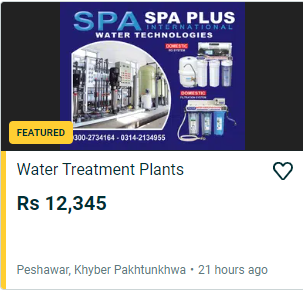 SPA SPA PLUS
INTERNATIONAL
WATER TECHNOLOGIES
DOMESTIC
DOMESTIC
FEATURED
0300-2734164 - 0314-2134955
Water Treatment Plants
Rs 12,345
Peshawar, Khyber Pakhtunkhwa • 21 hours ago